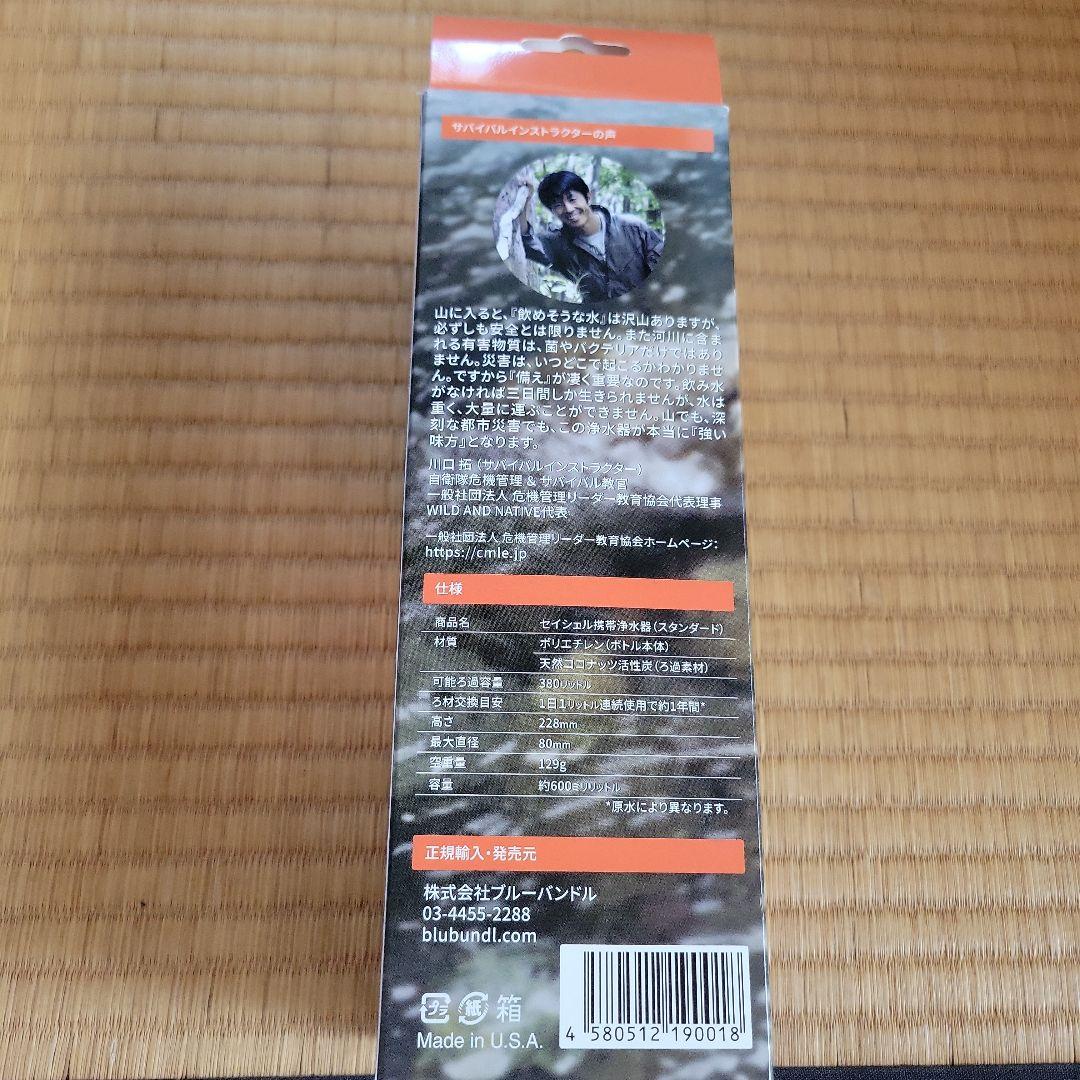 サバイバルインストラクターの声
山に入ると、『飲めそうな水』は沢山ありますが、
必ずしも安全とは限りません。また河川に含ま
れる有害物質は、菌やバクテリアだけではあり
ません。災害は、いつどこで起こるかわかりませ
ん。ですから『備え』が凄く重要なのです。飲み水
がなければ三日間しか生きられませんが、水は
重く、大量に運ぶことができません。山でも、深
刻な都市災害でも、この浄水器が本当に『強い
味方』となります。
川口 拓 (サバイバルインストラクター)
自衛隊危機管理 & サバイバル教官
一般社団法人 危機管理リーダー教育協会代表理事
WILD AND NATIVE代表
一般社団法人 危機管理リーダー教育協会ホームページ:
https://cmle.jp
仕様
商品名 セイシェル携帯浄水器(スタンダード)
材質 ポリエチレン(ボトル本体)
天然ココナッツ活性炭(ろ過素材)
可能ろ過容量 380リットル
ろ材交換目安 1日1リットル連続使用で約1年間*
高さ 228mm
最大直径 80mm
空重量 129g
容量 約600ミリリットル
*原水により異なります。
正規輸入・発売元
株式会社ブルーバンドル
03-4455-2288
blubundl.com
プラ 紙 箱
Made in U.S.A.
4 580512 190018